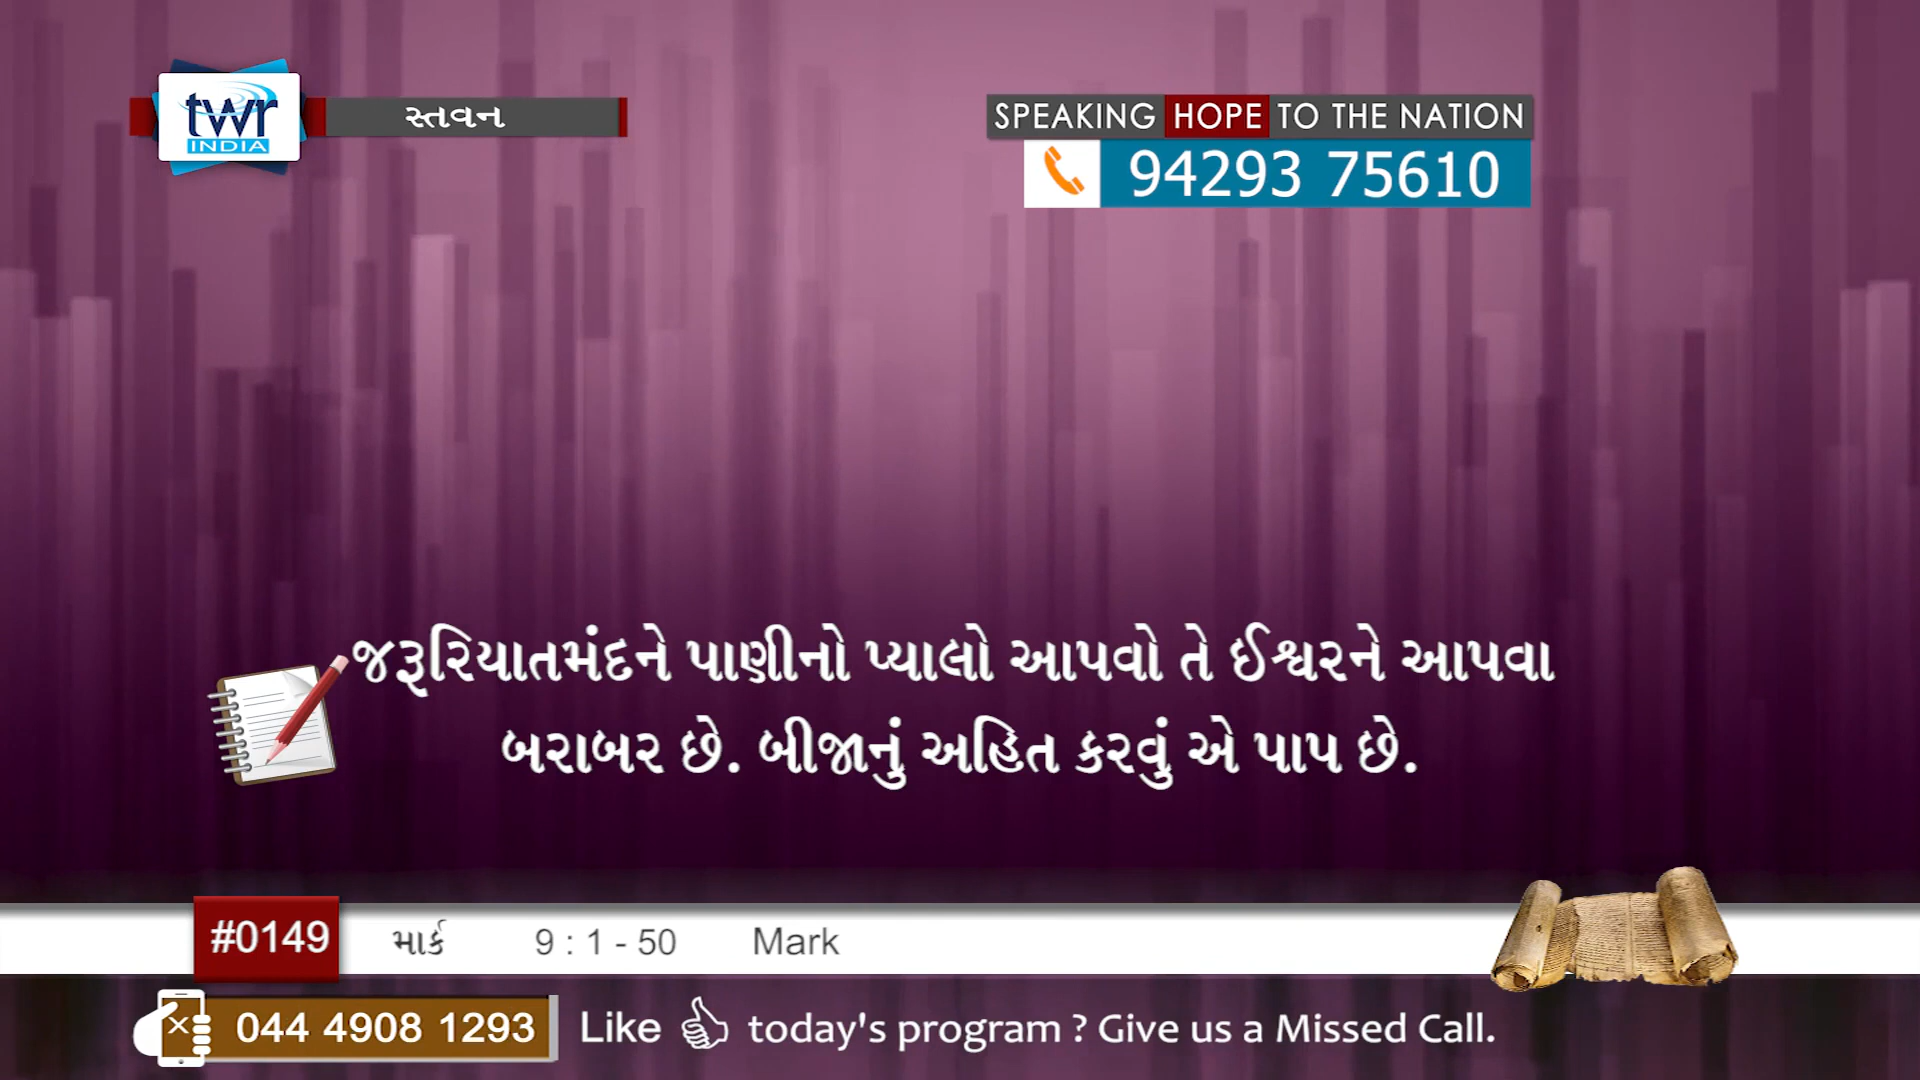 twr
INDIA
સ્તવન
SPEAKING HOPE TO THE NATION
94293 75610
જરૂરિયાતમંદને પાણીનો પ્યાલો આપવો તે ઈશ્વરને આપવા
બરાબર છે. બીજાનું અહિત કરવું એ પાપ છે.
#0149 માર્ક 9 : 1 - 50 Mark
044 4908 1293 Like today's program ? Give us a Missed Call.